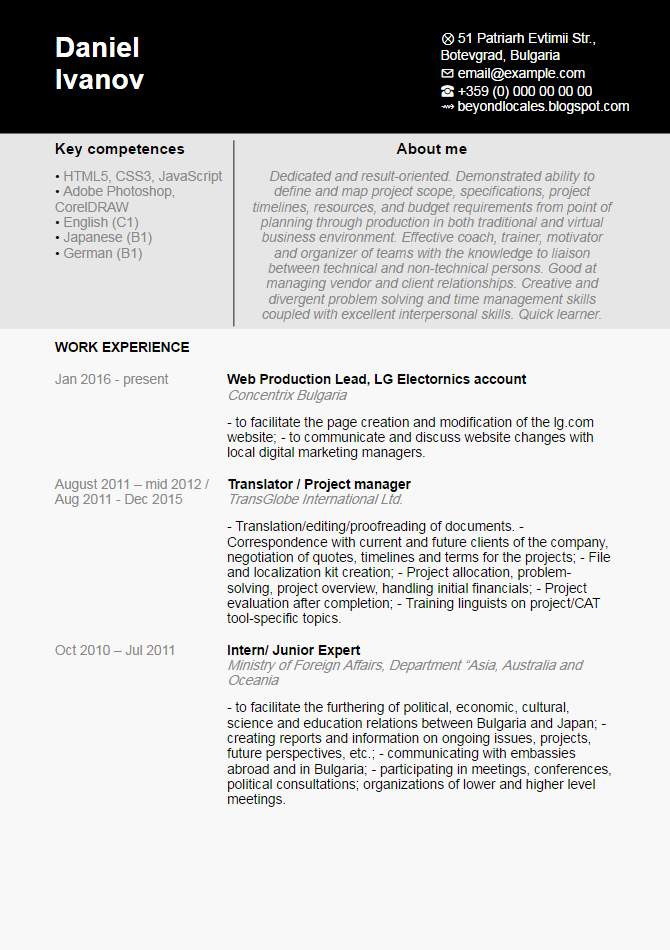 Daniel
Ivanov
51 Patriarh Evtimii Str.,
Botevgrad, Bulgaria
email@example.com
+359 (0) 000 00 00 00
beyondlocales.blogspot.com
Key competences
• HTML5, CSS3, JavaScript
• Adobe Photoshop,
CorelDRAW
• English (C1)
• Japanese (B1)
• German (B1)
About me
Dedicated and result-oriented. Demonstrated ability to
define and map project scope, specifications, project
timelines, resources, and budget requirements from point of
planning through production in both traditional and virtual
business environment. Effective coach, trainer, motivator
and organizer of teams with the knowledge to liaison
between technical and non-technical persons. Good at
managing vendor and client relationships. Creative and
divergent problem solving and time management skills
coupled with excellent interpersonal skills. Quick learner.
WORK EXPERIENCE
Jan 2016 - present
Web Production Lead, LG Electornics account
Concentrix Bulgaria
- to facilitate the page creation and modification of the lg.com
website; - to communicate and discuss website changes with
local digital marketing managers.
August 2011 – mid 2012 /
Aug 2011 - Dec 2015
Translator / Project manager
TransGlobe International Ltd.
- Translation/editing/proofreading of documents. -
Correspondence with current and future clients of the company,
negotiation of quotes, timelines and terms for the projects; - File
and localization kit creation; - Project allocation, problem-
solving, project overview, handling initial financials; - Project
evaluation after completion; - Training linguists on project/CAT
tool-specific topics.
Oct 2010 – Jul 2011
Intern/ Junior Expert
Ministry of Foreign Affairs, Department “Asia, Australia and
Oceania
- to facilitate the furthering of political, economic, cultural,
science and education relations between Bulgaria and Japan; -
creating reports and information on ongoing issues, projects,
future perspectives, etc.; - communicating with embassies
abroad and in Bulgaria; - participating in meetings, conferences,
political consultations; organizations of lower and higher level
meetings.